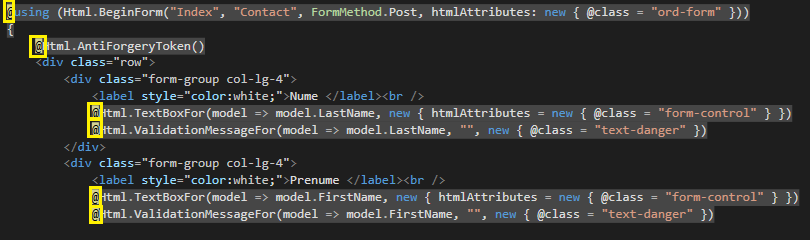 @using (Html.BeginForm("Index", "Contact", FormMethod.Post, htmlAttributes: new { @class = "ord-form" }))
{
@Html.AntiForgeryToken()
<div class="row">
<div class="form-group col-lg-4">
<label style="color:white;">Nume </label><br />
@Html.TextBoxFor(model => model.LastName, new { htmlAttributes = new { @class = "form-control" } })
@Html.ValidationMessageFor(model => model.LastName, "", new { @class = "text-danger" })
</div>
<div class="form-group col-lg-4">
<label style="color:white;">Prenume </label><br />
@Html.TextBoxFor(model => model.FirstName, new { htmlAttributes = new { @class = "form-control" } })
@Html.ValidationMessageFor(model => model.FirstName, "", new { @class = "text-danger" })